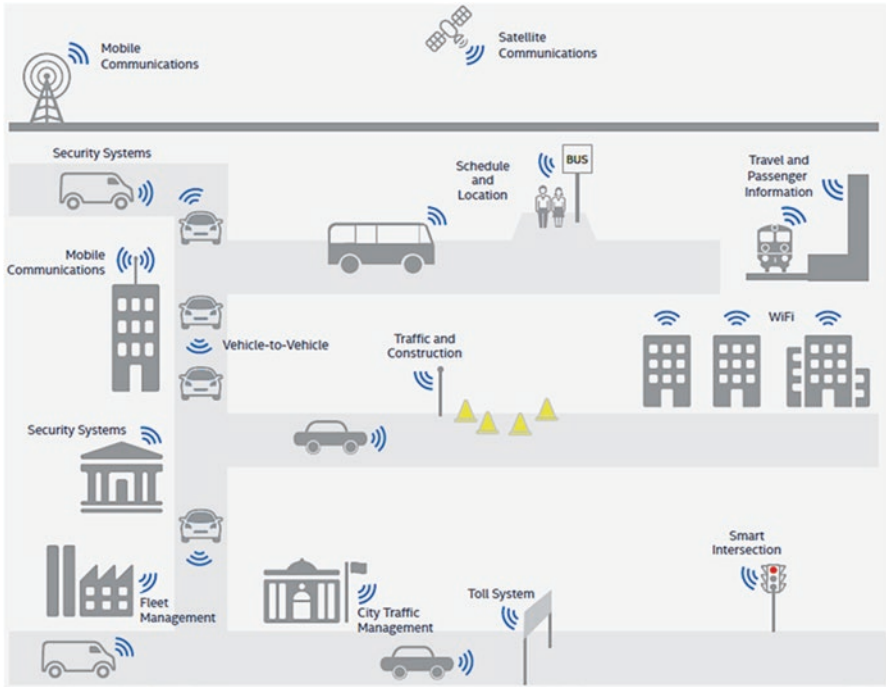 Mobile
Communications
Satellite
Communications
Security Systems
Schedule
and
Location
BUS
Travel and
Passenger
Information
Mobile
Communications
WiFi
Vehicle-to-Vehicle
Traffic and
Construction
Security Systems
Smart
Intersection
Fleet
Management
City Traffic
Management
Toll System